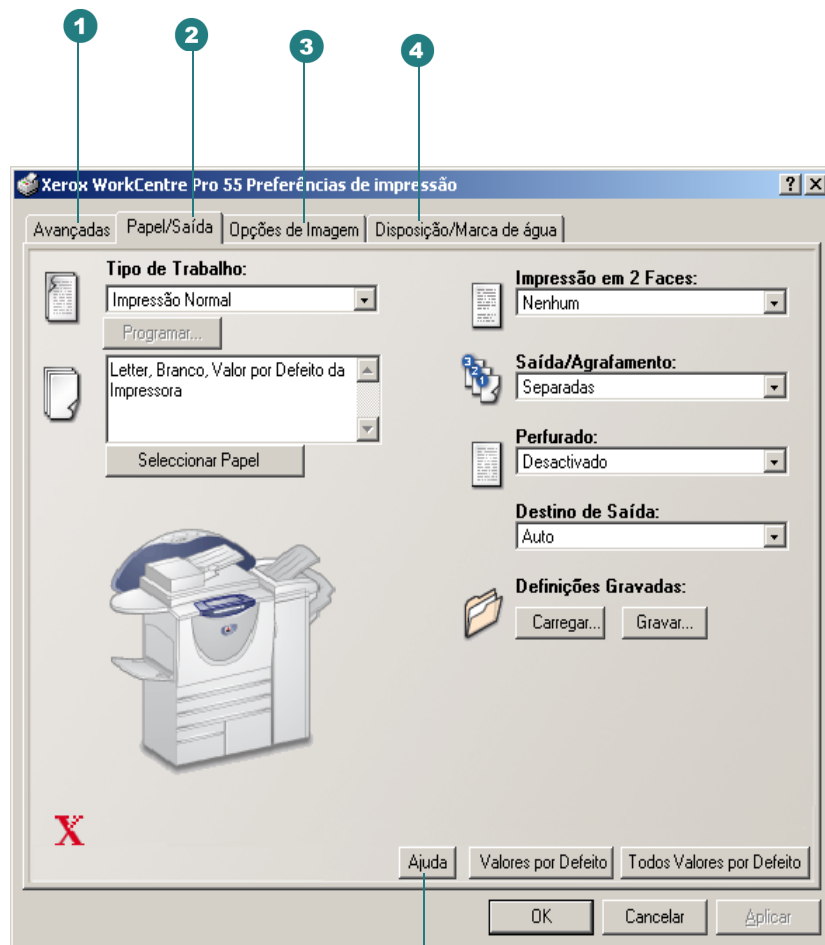 1
2
3
4
Xerox WorkCentre Pro 55 Preferências de impressão
Avançadas
Papel/Saída
Opções de Imagem
Disposição/Marca de água
Tipo de Trabalho:
Impressão Normal
Programar...
Letter, Branco, Valor por Defeito da
Impressora
Seleccionar Papel
Impressão em 2 Faces:
Nenhum
3
2
1
Saída/Agrafamento:
Separadas
Perfurado:
Desactivado
Destino de Saída:
Auto
Definições Gravadas:
Carregar...
Gravar...
X
Ajuda
Valores por Defeito
Todos Valores por Defeito
OK
Cancelar
Aplicar